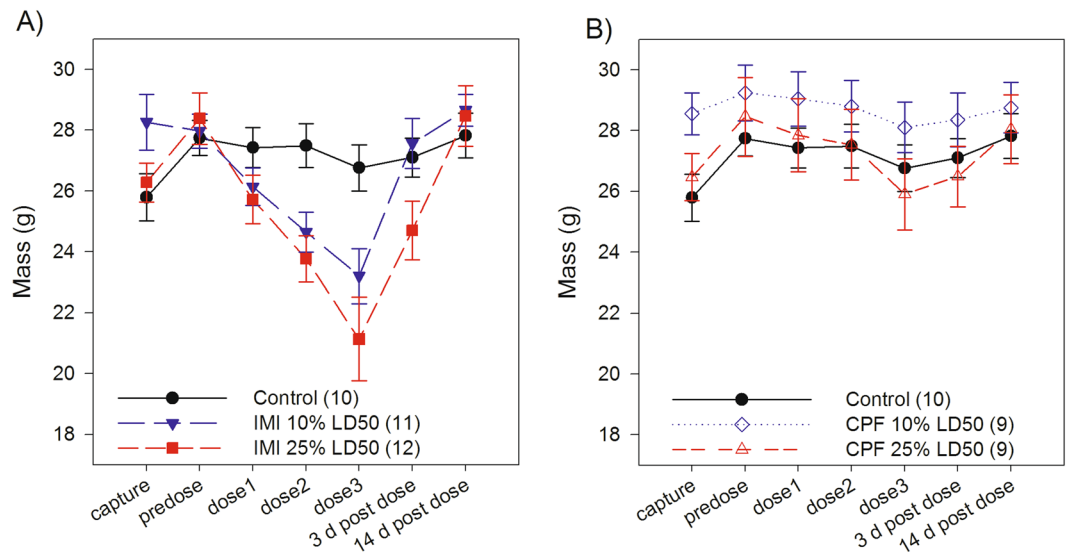 A)
30
28
26
24
22
20
18
Mass (g)
Control (10)
IMI 10% LD50 (11)
IMI 25% LD50 (12)
capture
predose
dose1
dose2
dose3
3 d post dose
14 d post dose
B)
30
28
26
24
22
20
18
Mass (g)
Control (10)
CPF 10% LD50 (9)
CPF 25% LD50 (9)
capture
predose
dose1
dose2
dose3
3 d post dose
14 d post dose